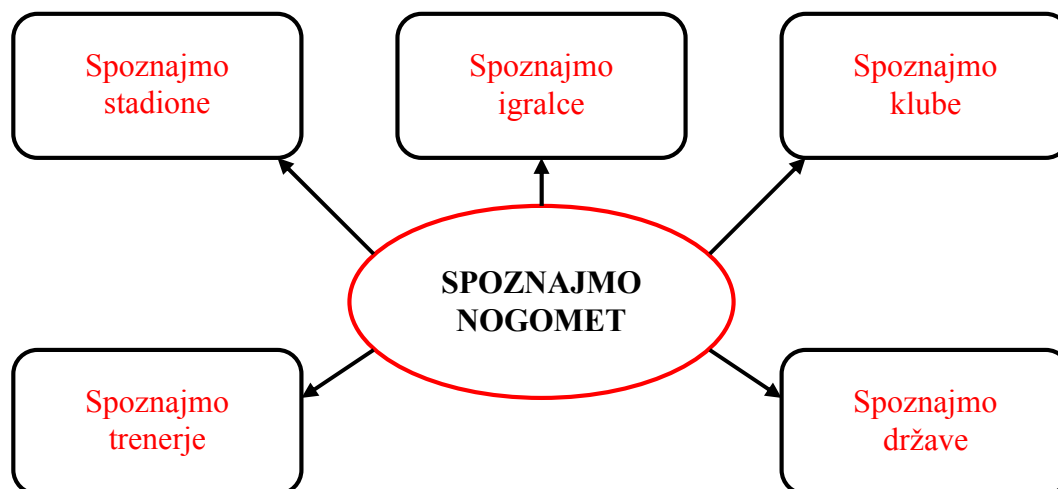 Spoznajmo
stadione
Spoznajmo
igralce
Spoznajmo
klube
SPOZNAJMO
NOGOMET
Spoznajmo
trenerje
Spoznajmo
države